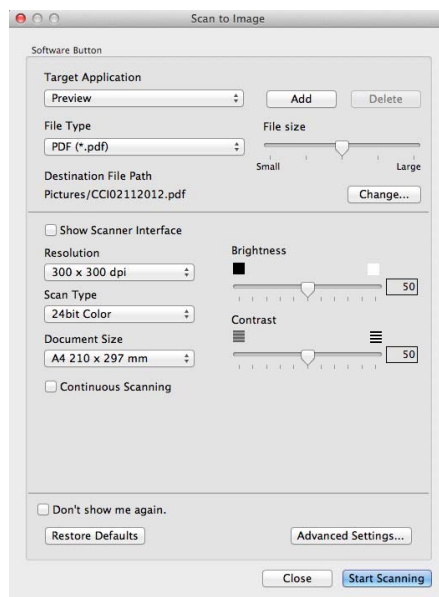 Scan to Image
Software Button
Target Application
Preview
Add
Delete
File Type
File size
PDF (*.pdf)
Small
Large
Destination File Path
Pictures/CCI02112012.pdf
Change...
Show Scanner Interface
Resolution
Brightness
300 x 300 dpi
50
Scan Type
24bit Color
Contrast
Document Size
A4 210 x 297 mm
50
Continuous Scanning
Don't show me again.
Restore Defaults
Advanced Settings...
Close
Start Scanning